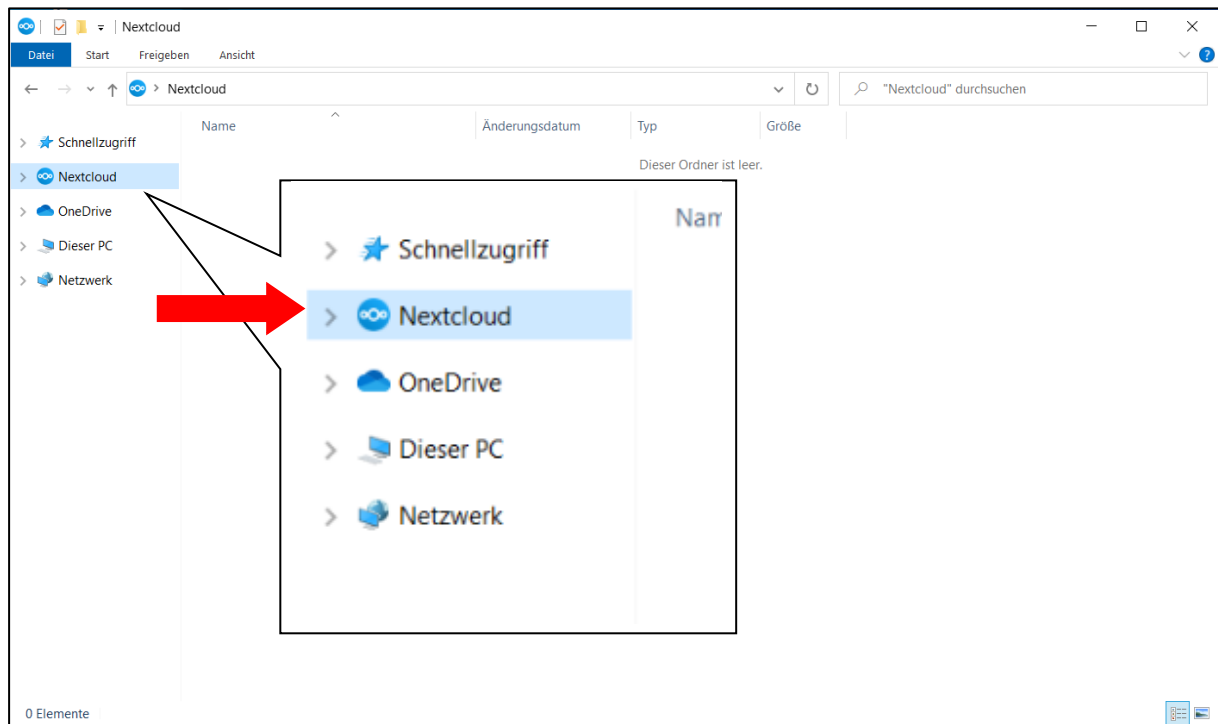 Nextcloud
Datei Start Freigeben Ansicht
Nextcloud
"Nextcloud" durchsuchen
Name Änderungsdatum Typ Größe
Dieser Ordner ist leer.
Schnellzugriff
Nextcloud
OneDrive
Dieser PC
Netzwerk
Nam
Schnellzugriff
Nextcloud
OneDrive
Dieser PC
Netzwerk
0 Elemente